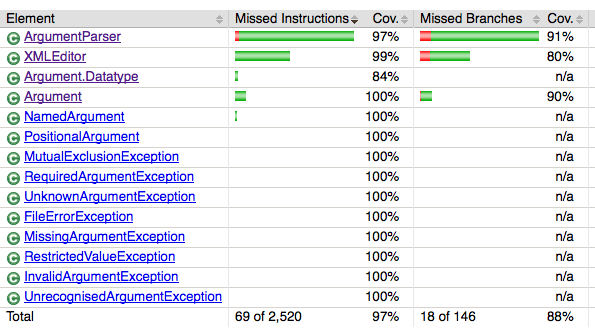 Element Missed Instructions Cov. Missed Branches Cov.
C ArgumentParser 97% 91%
C XMLEditor 99% 80%
C Argument.Datatype 84% n/a
C Argument 100% 90%
C NamedArgument 100% n/a
C PositionalArgument 100% n/a
C MutualExclusionException 100% n/a
C RequiredArgumentException 100% n/a
C UnknownArgumentException 100% n/a
C FileErrorException 100% n/a
C MissingArgumentException 100% n/a
C RestrictedValueException 100% n/a
C InvalidArgumentException 100% n/a
C UnrecognisedArgumentException 100% n/a
Total 69 of 2,520 97% 18 of 146 88%